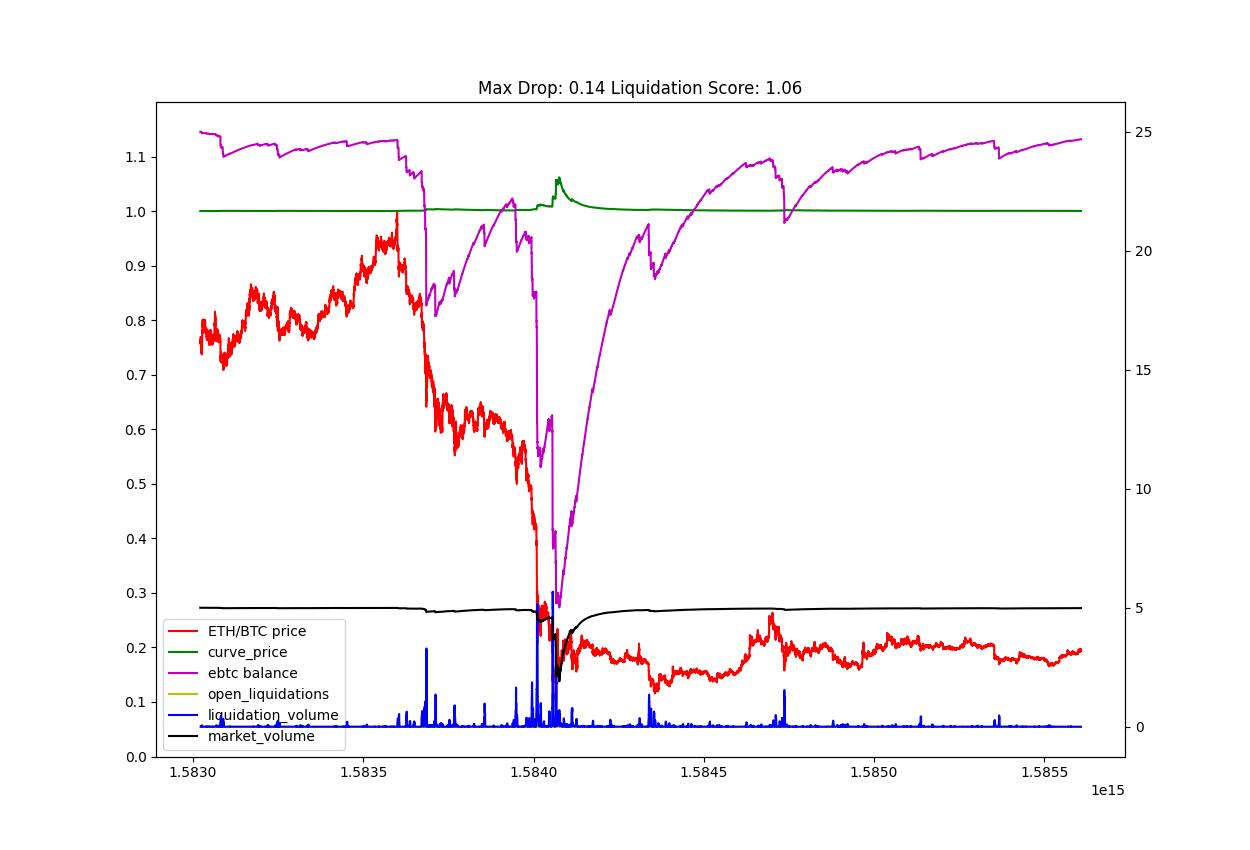 Max Drop: 0.14 Liquidation Score: 1.06
1.1
1.0
0.9
0.8
0.7
0.6
0.5
0.4
0.3
0.2
0.1
0.0
25
20
15
10
5
0
ETH/BTC price
curve_price
ebtc balance
open_liquidations
liquidation_volume
market_volume
1.5830 1.5835 1.5840 1.5845 1.5850 1.5855
1e15